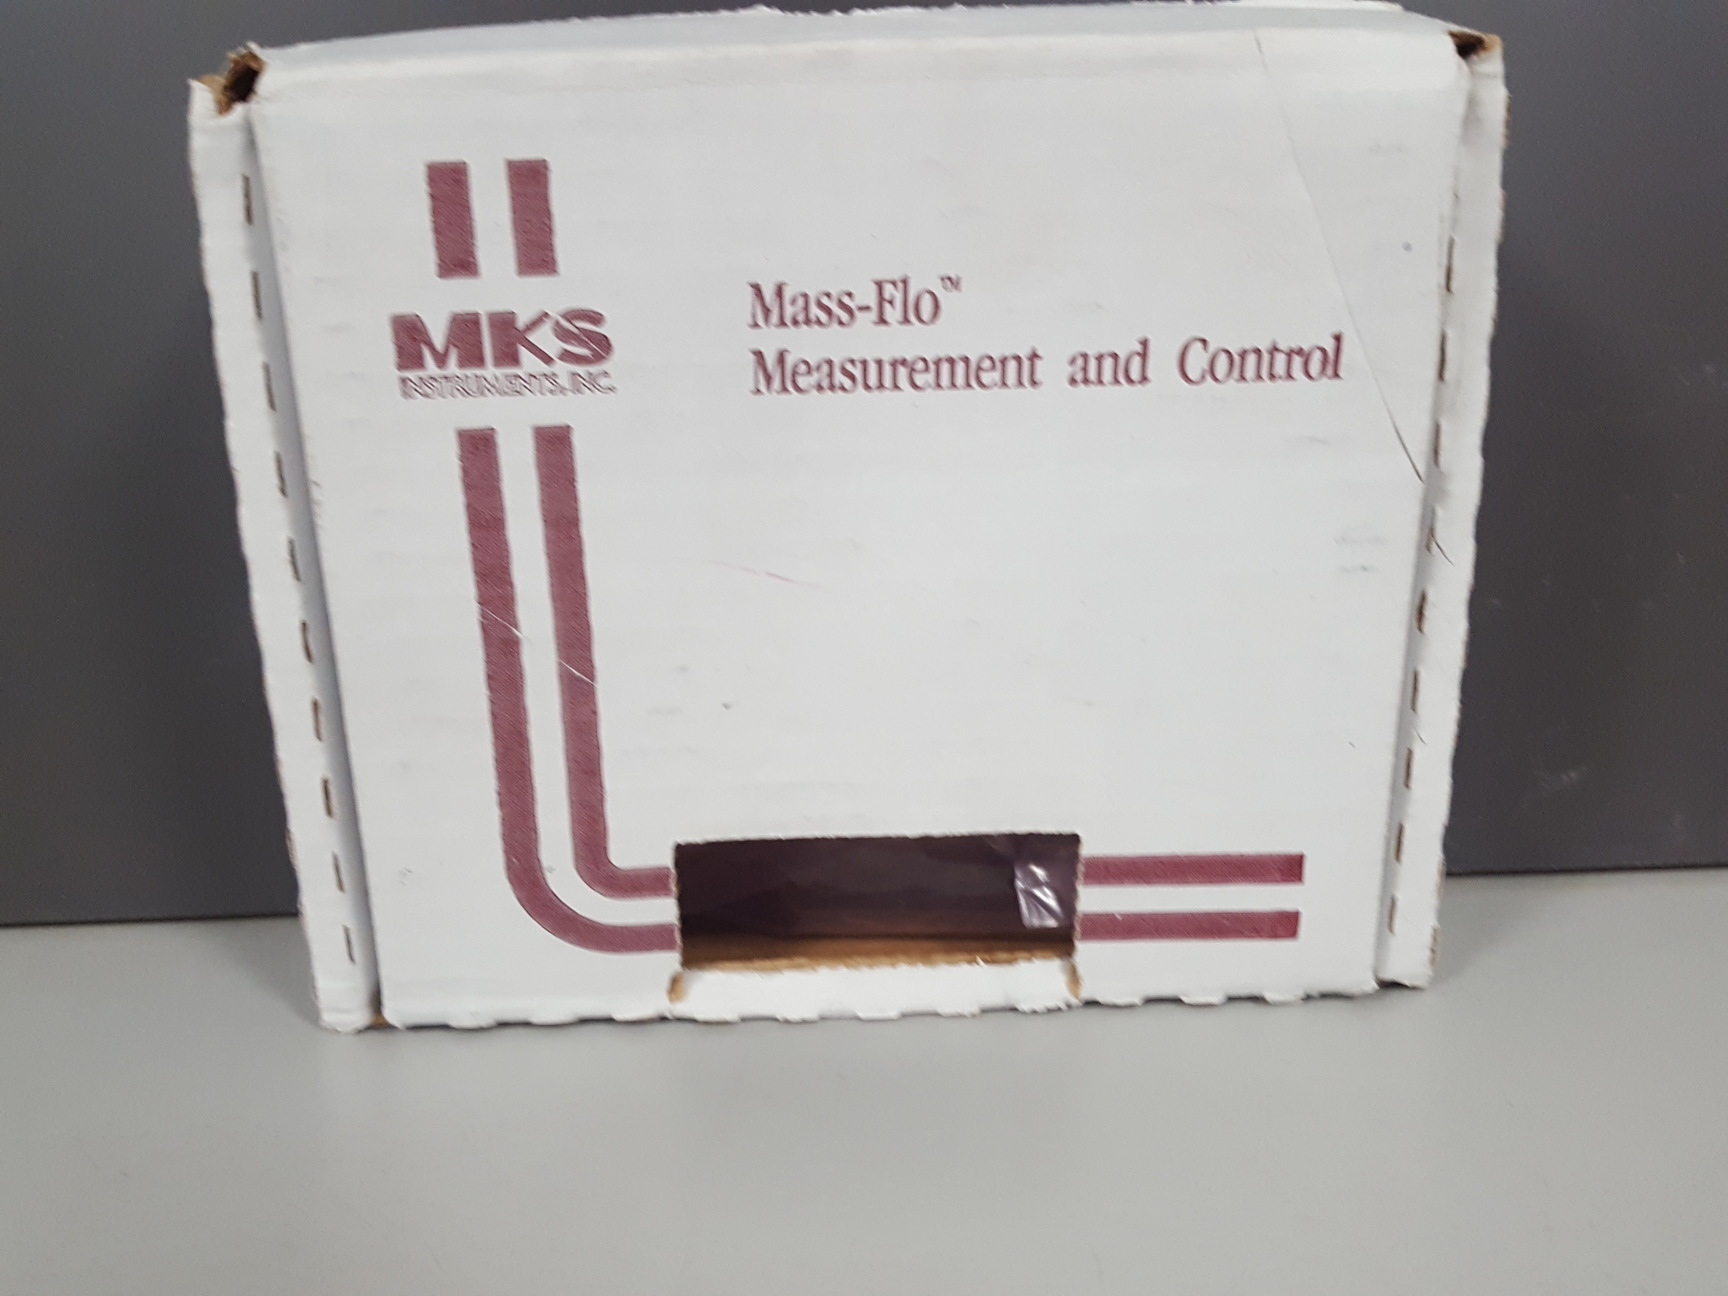 MKS
INSTRUMENTS, INC.
Mass-Flo™
Measurement and Control